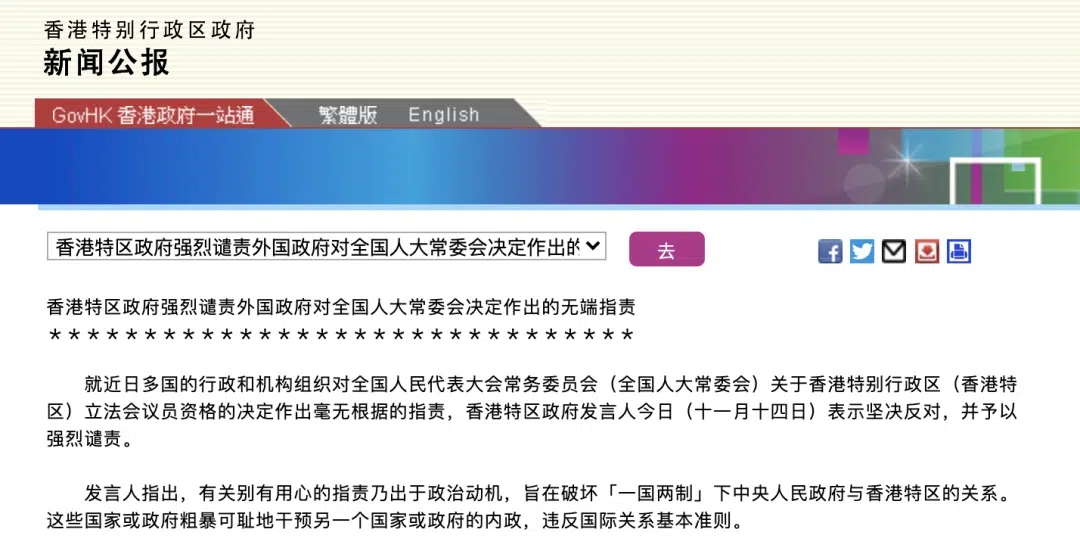 香港特别行政区政府
新闻公报
GovHK 香港政府一站通 繁體版 English
香港特区政府强烈谴责外国政府对全国人大常委会决定作出的 去
香港特区政府强烈谴责外国政府对全国人大常委会决定作出的无端指责
*******************************
就近日多国的行政和机构组织对全国人民代表大会常务委员会（全国人大常委会）关于香港特别行政区（香港特
区）立法会议员资格的决定作出毫无根据的指责，香港特区政府发言人今日（十一月十四日）表示坚决反对，并予以
强烈谴责。
发言人指出，有关别有用心的指责乃出于政治动机，旨在破坏「一国两制」下中央人民政府与香港特区的关系。
这些国家或政府粗暴可耻地干预另一个国家或政府的内政，违反国际关系基本准则。